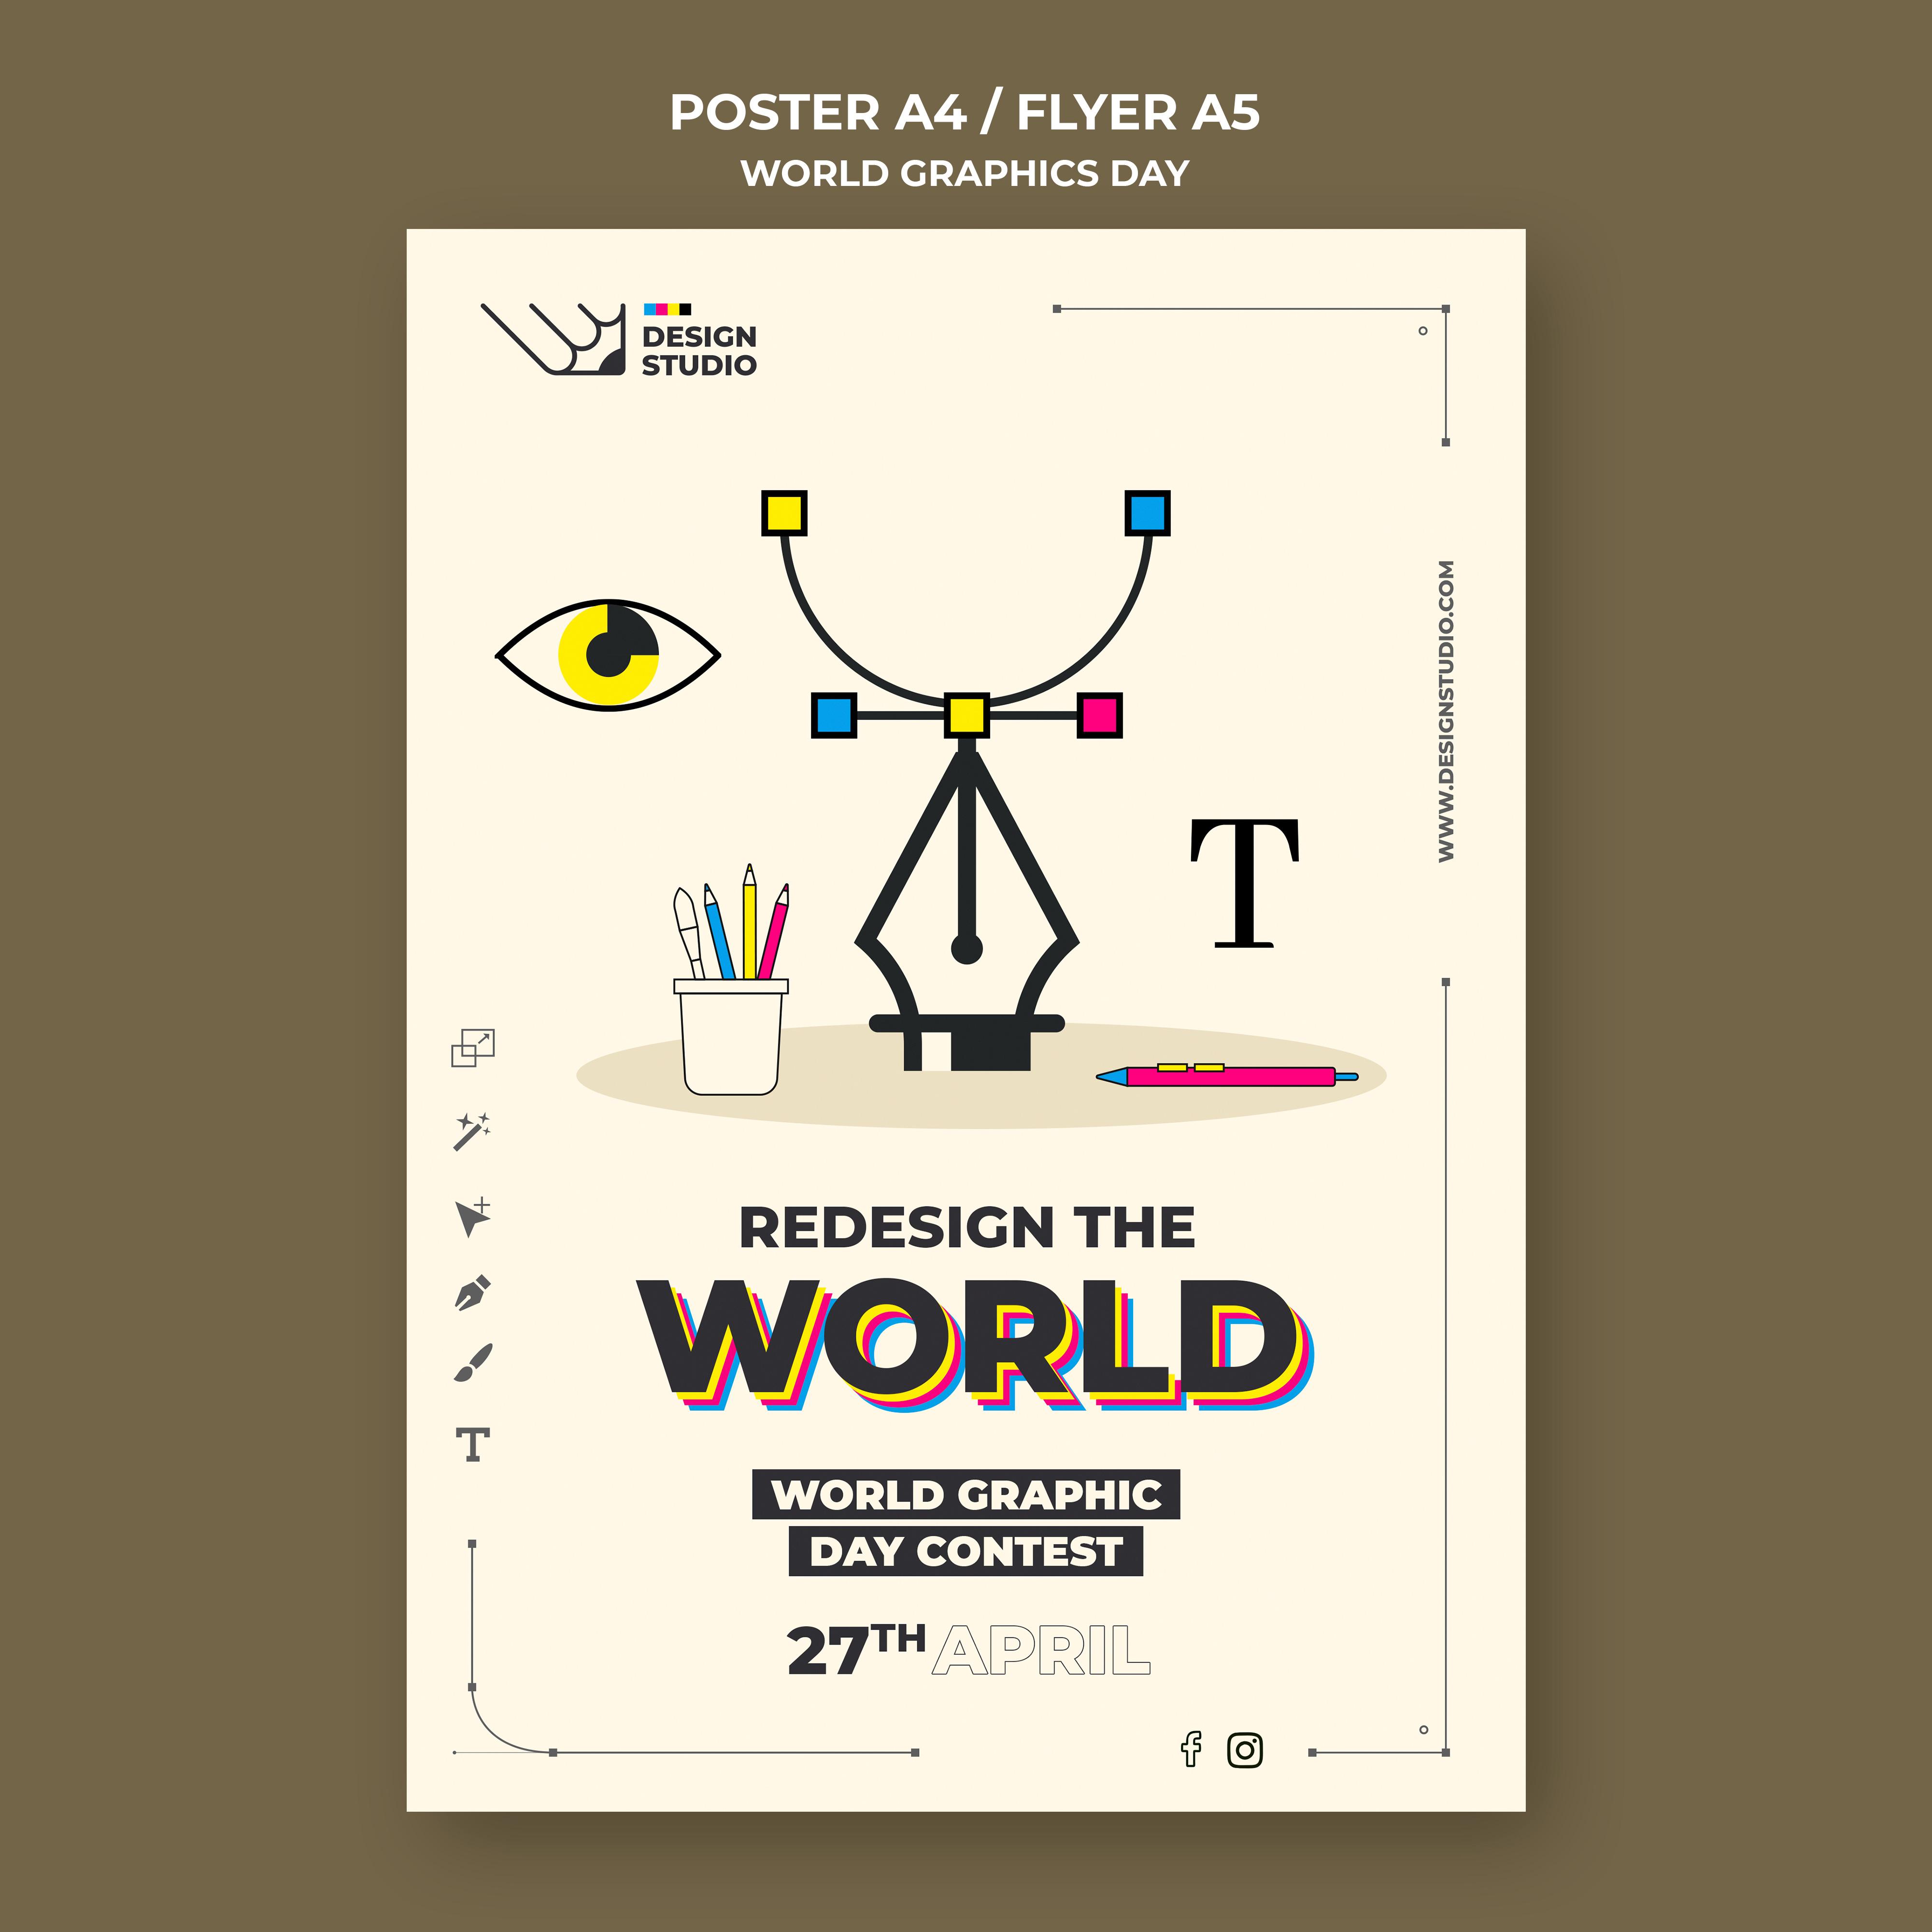 POSTER A4 / FLYER A5
WORLD GRAPHICS DAY
DESIGN
STUDIO
WWW.DESIGNSTUDIO.COM
T
REDESIGN THE
WORLD
T
WORLD GRAPHIC
DAY CONTEST
27TH APRIL